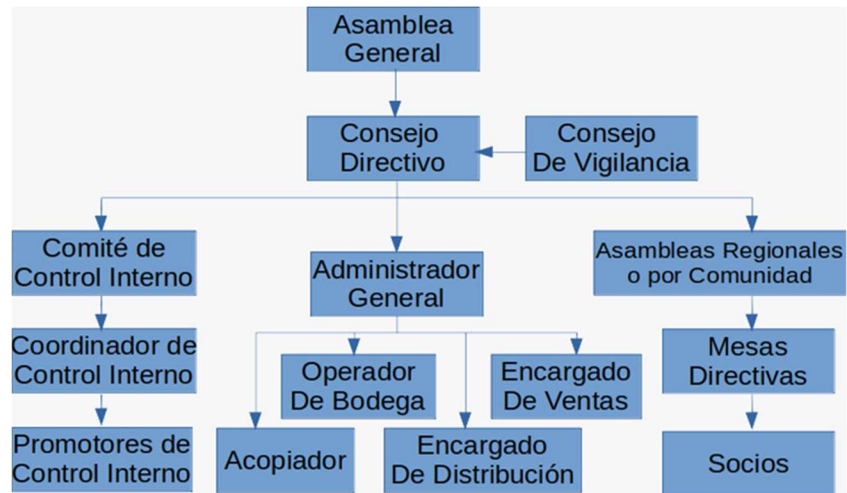 Asamblea
General
Consejo
Directivo
Consejo
De Vigilancia
Comité de
Control Interno
Administrador
General
Asambleas Regionales
o por Comunidad
Coordinador de
Control Interno
Operador
De Bodega
Encargado
De Ventas
Mesas
Directivas
Promotores de
Control Interno
Acopiador
Encargado
De Distribución
Socios